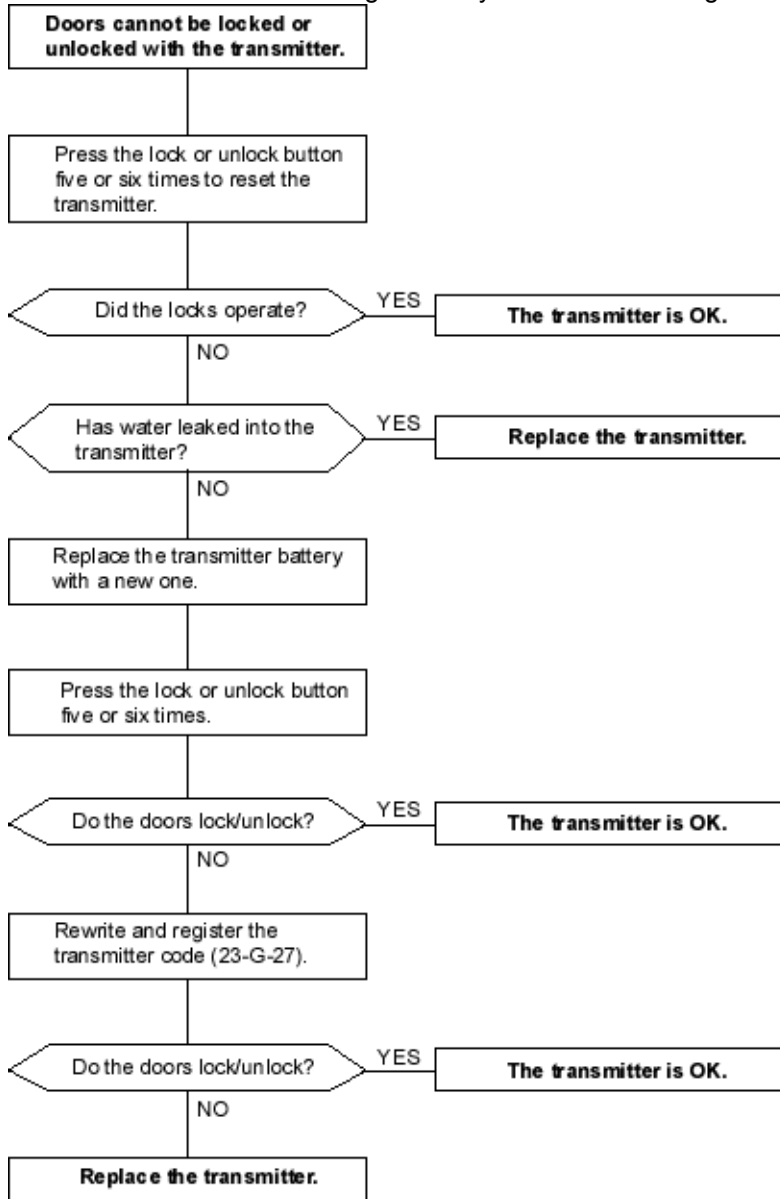 Doors cannot be locked or
unlocked with the transmitter.
Press the lock or unlock button
five or six times to reset the
transmitter.
Did the locks operate?
YES
The transmitter is OK.
NO
Has water leaked into the
transmitter?
YES
Replace the transmitter.
NO
Replace the transmitter battery
with a new one.
Press the lock or unlock button
five or six times.
Do the doors lock/unlock?
YES
The transmitter is OK.
NO
Rewrite and register the
transmitter code (23-G-27).
Do the doors lock/unlock?
YES
The transmitter is OK.
NO
Replace the transmitter.